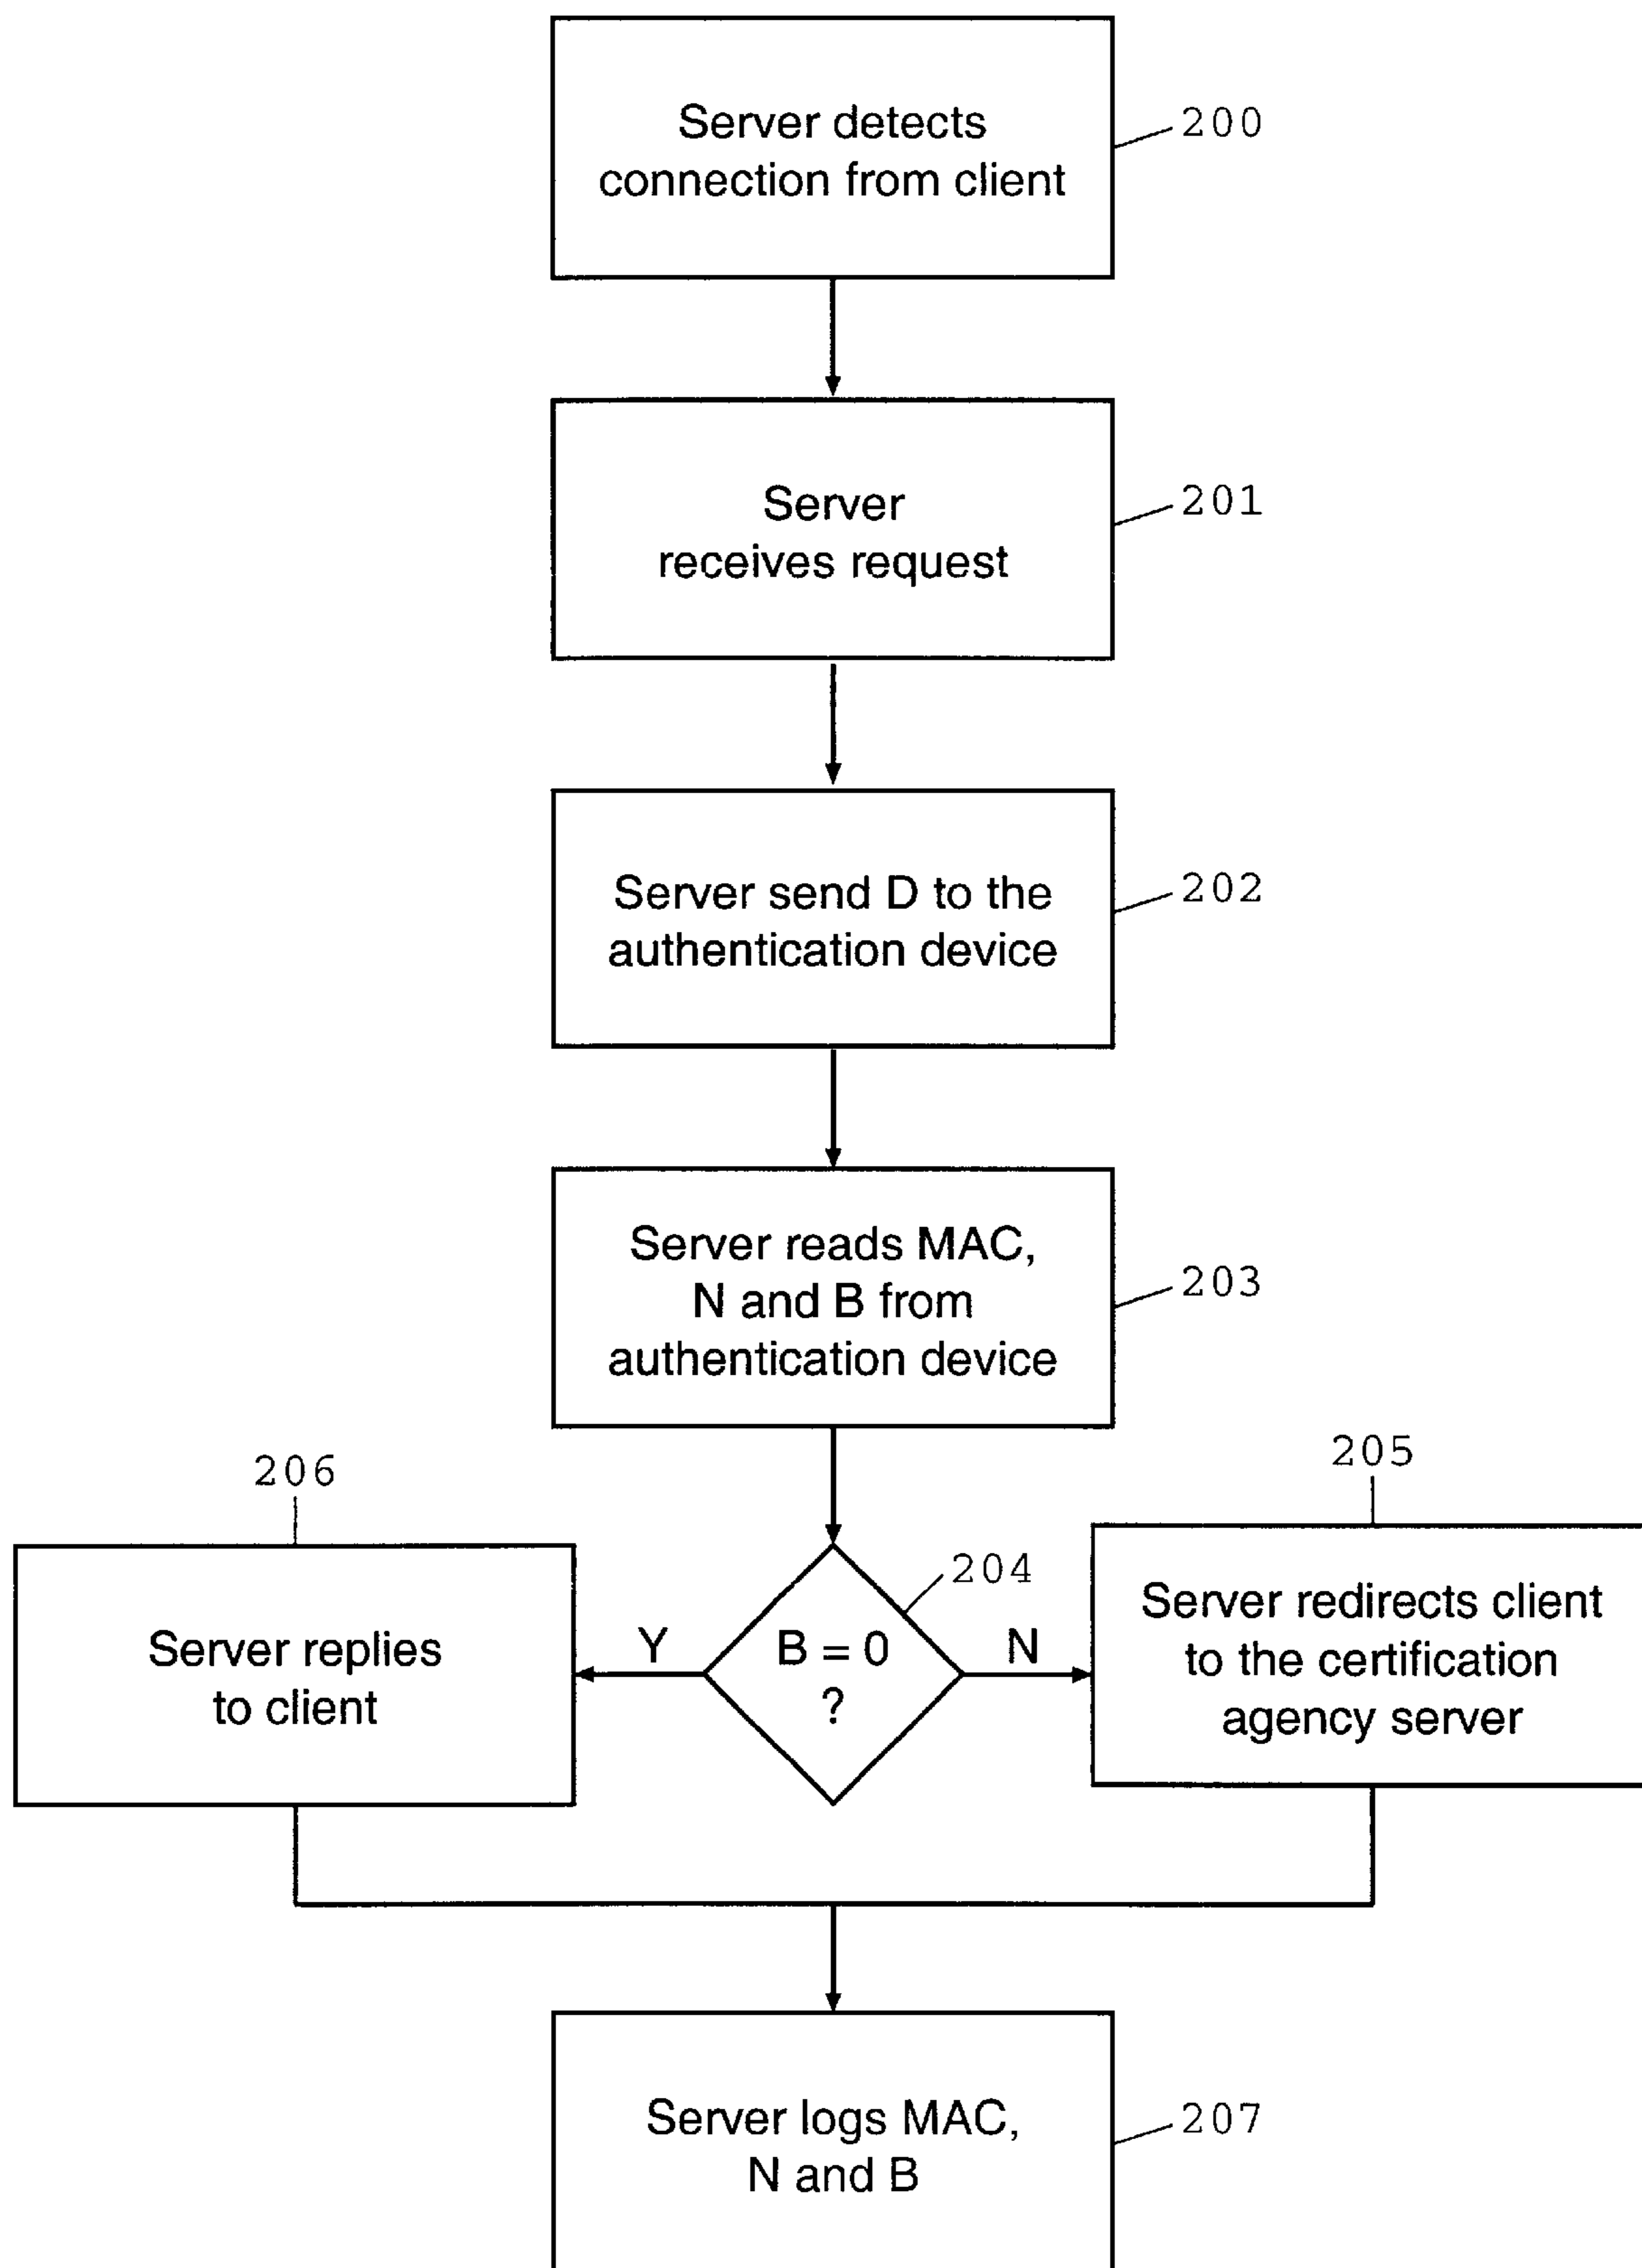 Server detects
connection from client
200
Server
receives request
201
Server send D to the
authentication device
202
Server reads MAC,
N and B from
authentication device
203
206
205
204
Server replies
to client
Y
B = 0
?
N
Server redirects client
to the certification
agency server
Server logs MAC,
N and B
207